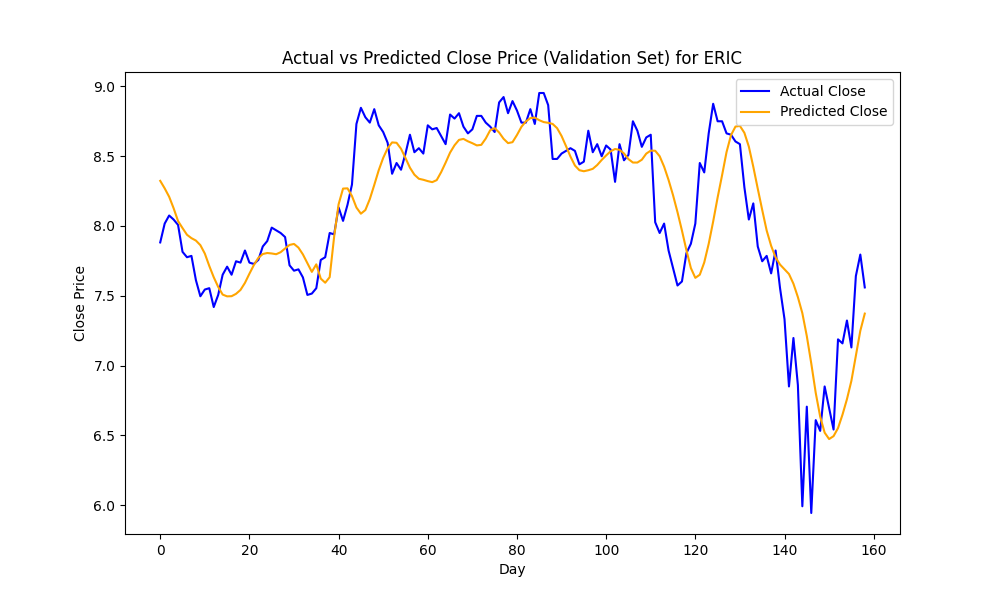 Actual vs Predicted Close Price (Validation Set) for ERIC
Actual Close
Predicted Close
Close Price
9.0
8.5
8.0
7.5
7.0
6.5
6.0
0 20 40 60 80 100 120 140 160
Day